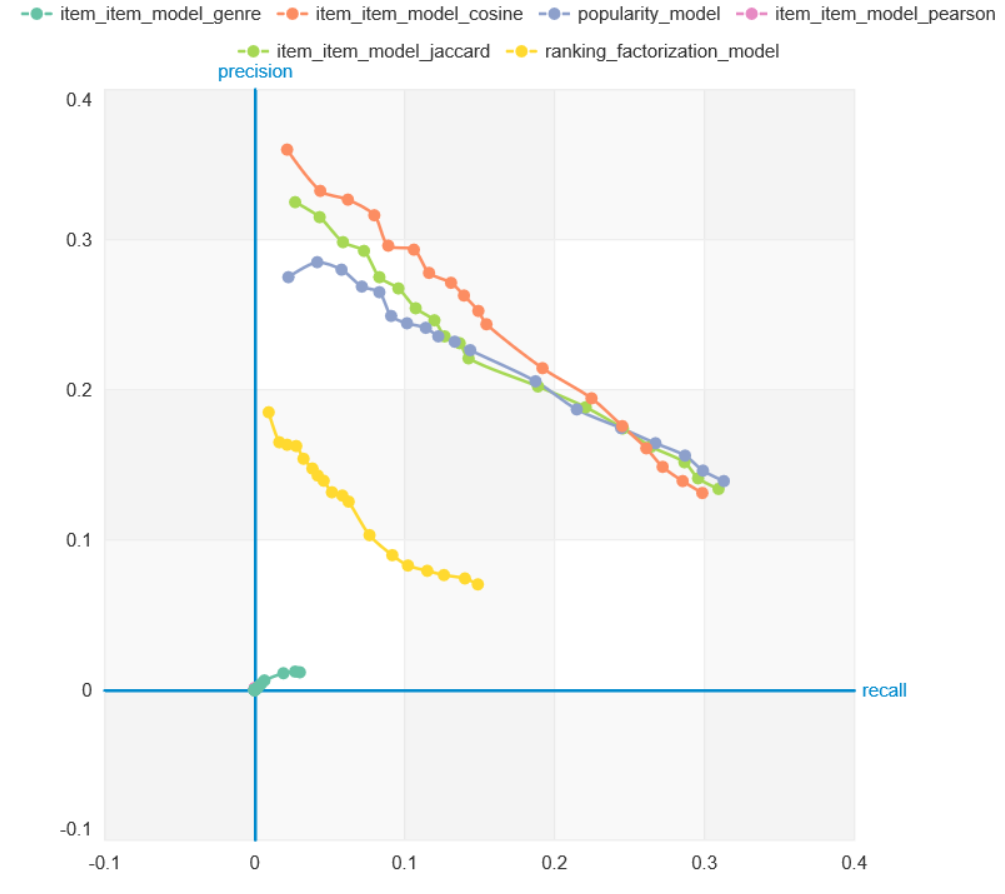 item_item_model_genre item_item_model_cosine popularity_model item_item_model_pearson
item_item_model_jaccard ranking_factorization_model
precision
0.4
0.3
0.2
0.1
0
recall
-0.1
-0.1 0 0.1 0.2 0.3 0.4